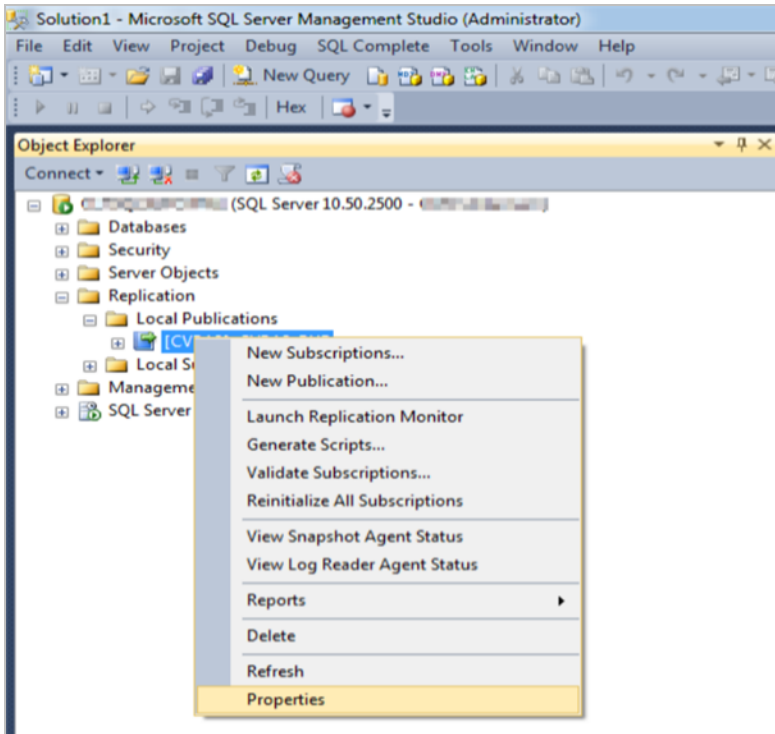 Solution1 - Microsoft SQL Server Management Studio (Administrator)
File Edit View Project Debug SQL Complete Tools Window Help
New Query
Hex
Object Explorer
Connect
(SQL Server 10.50.2500 -
Databases
Security
Server Objects
Replication
Local Publications
Local
SQL Server
New Subscriptions...
New Publication...
Launch Replication Monitor
Generate Scripts...
Validate Subscriptions...
Reinitialize All Subscriptions
View Snapshot Agent Status
View Log Reader Agent Status
Reports
Delete
Refresh
Properties